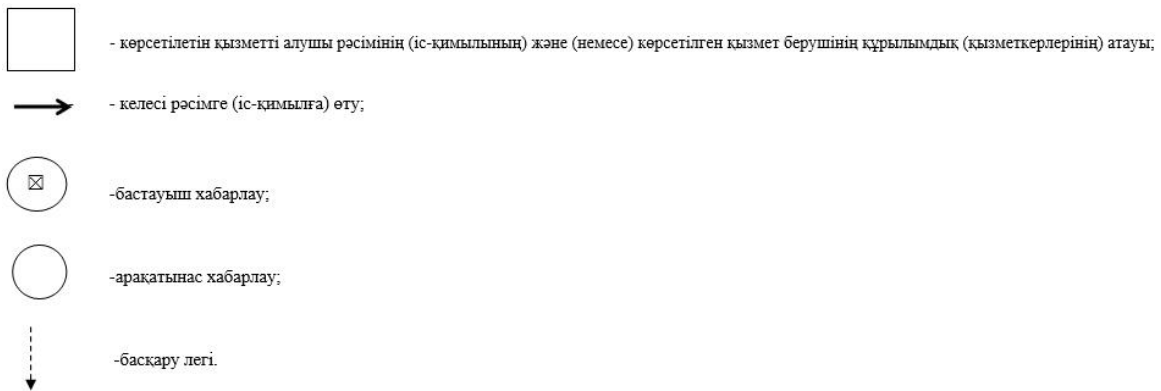 - көрсетілетін қызметті алушы рәсімінің (іс-қимылының) және (немесе) көрсетілген қызмет берушінің құрылымдық (қызметкерлерінің) атауы;
- келесі рәсімге (іс-қимылға) өту;
-бастауыш хабарлау;
-арақатынас хабарлау;
-басқару легі.